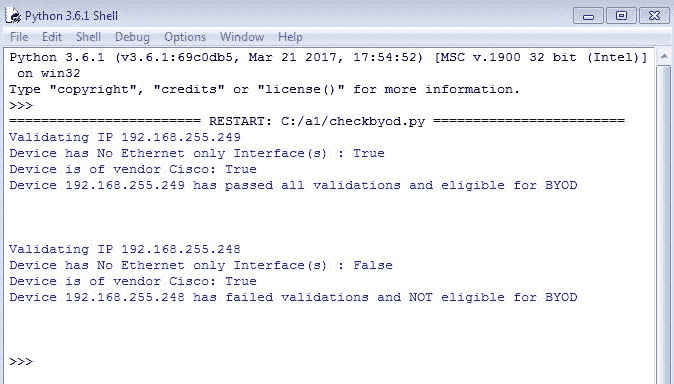 Python 3.6.1 Shell
File Edit Shell Debug Options Window Help
Python 3.6.1 (v3.6.1:69c0db5, Mar 21 2017, 17:54:52) [MSC v.1900 32 bit (Intel)]
 on win32
Type "copyright", "credits" or "license()" for more information.
>>>
======================== RESTART: C:/a1/checkbyod.py ========================
Validating IP 192.168.255.249
Device has No Ethernet only Interface(s) : True
Device is of vendor Cisco: True
Device 192.168.255.249 has passed all validations and eligible for BYOD
Validating IP 192.168.255.248
Device has No Ethernet only Interface(s) : False
Device is of vendor Cisco: True
Device 192.168.255.248 has failed validations and NOT eligible for BYOD
>>>